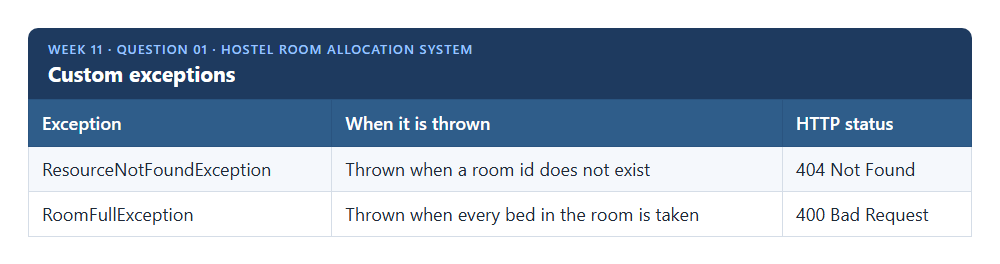 WEEK 11 · QUESTION 01 · HOSTEL ROOM ALLOCATION SYSTEM
Custom exceptions
Exception When it is thrown HTTP status
ResourceNotFoundException Thrown when a room id does not exist 404 Not Found
RoomFullException Thrown when every bed in the room is taken 400 Bad Request